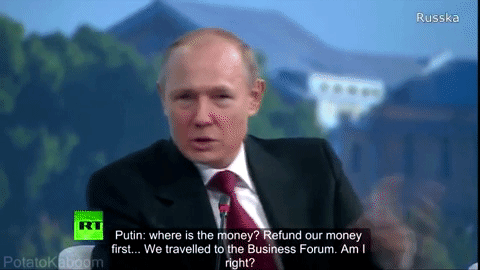 Russka
RT
Putin: where is the money? Refund our money
first... We travelled to the Business Forum. Am I
right?
PotatoKaboom